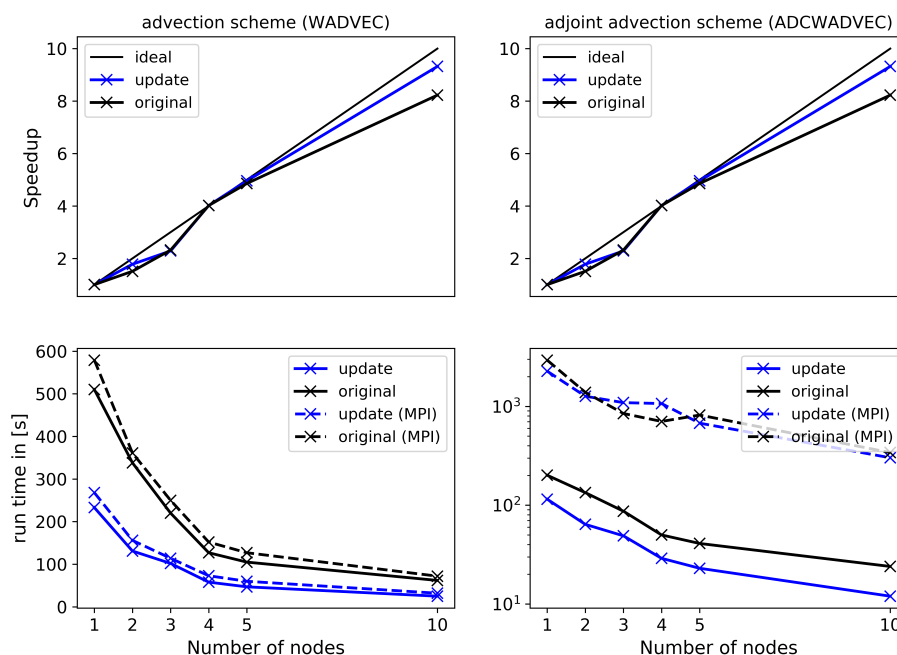 advection scheme (WADVEC)
10
8
6
4
2
Speedup
ideal
update
original
adjoint advection scheme (ADCWADVEC)
10
8
6
4
2
ideal
update
original
600
500
400
300
200
100
0
run time in [s]
update
original
update (MPI)
original (MPI)
1 2 3 4 5 10
Number of nodes
10³
10²
10¹
update
original
update (MPI)
original (MPI)
1 2 3 4 5 10
Number of nodes